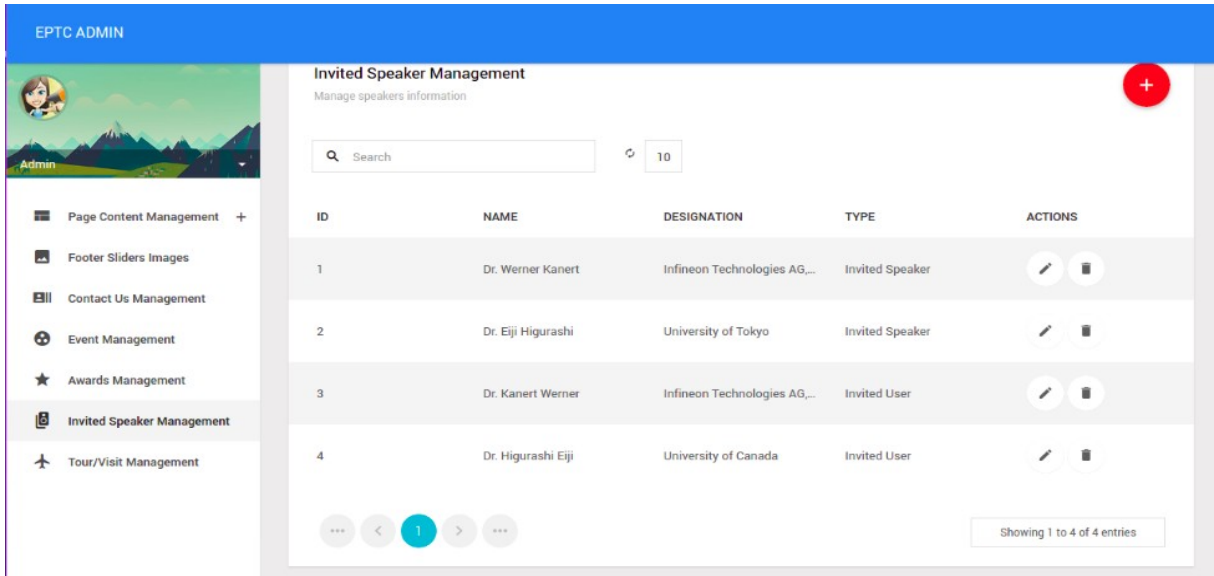 EPTC ADMIN
Admin
Page Content Management +
Footer Sliders Images
Contact Us Management
Event Management
Awards Management
Invited Speaker Management
Tour/Visit Management
Invited Speaker Management
Manage speakers information
+
Search
10
ID NAME DESIGNATION TYPE ACTIONS
1 Dr. Werner Kanert Infineon Technologies AG,... Invited Speaker
2 Dr. Eiji Higurashi University of Tokyo Invited Speaker
3 Dr. Kanert Werner Infineon Technologies AG,... Invited User
4 Dr. Higurashi Eiji University of Canada Invited User
... < 1 > ...
Showing 1 to 4 of 4 entries